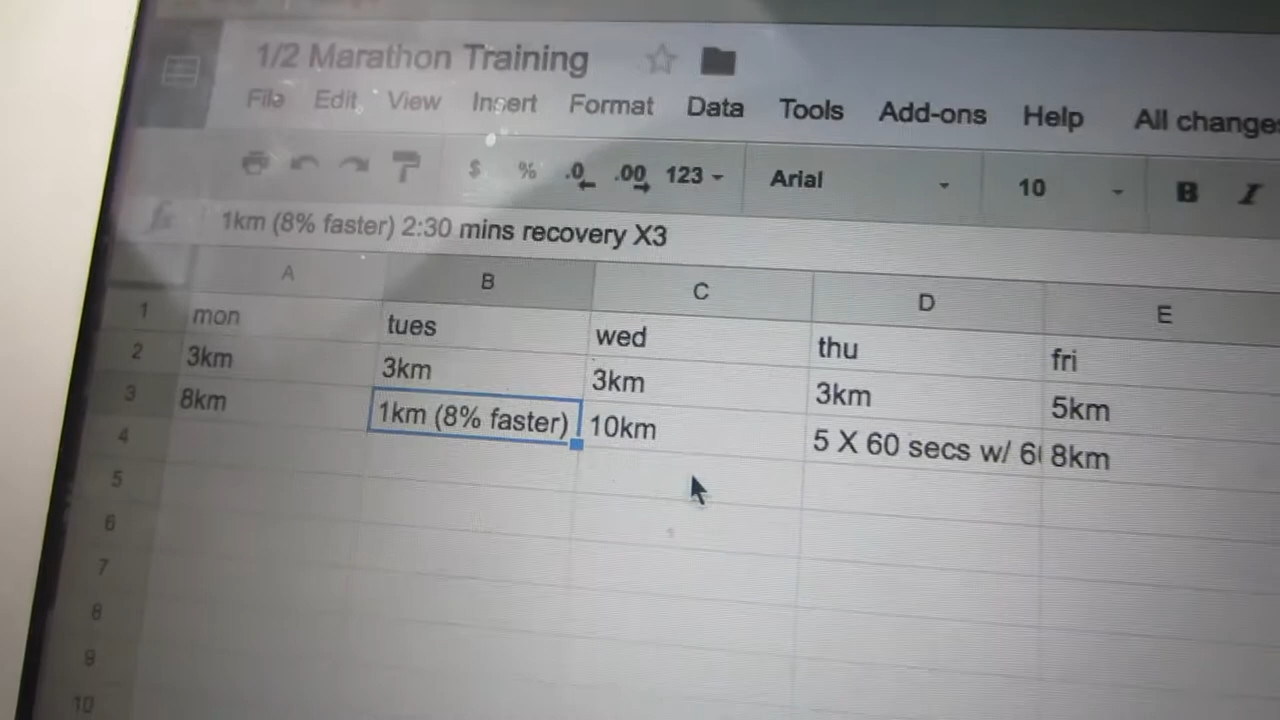 1/2 Marathon Training
File Edit View Insert Format Data Tools Add-ons Help All change
$ % .0 .00 123 Arial 10 B I
fx 1km (8% faster) 2:30 mins recovery X3
A B C D E
1 mon tues wed thu fri
2 3km 3km 3km 3km 5km
3 8km 1km (8% faster) 10km 5 X 60 secs w/ 6 8km
4
5
6
7
8
9
10